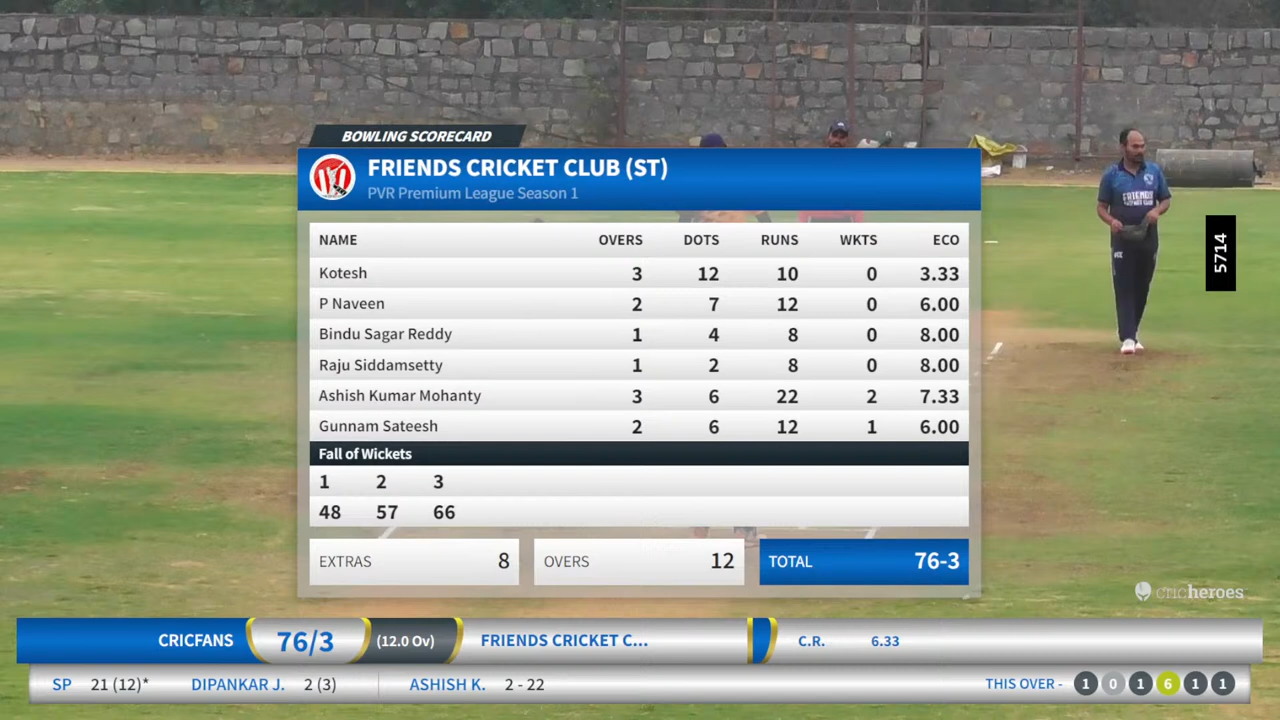 BOWLING SCORECARD
FRIENDS CRICKET CLUB (ST)
PVR Premium League Season 1
NAME OVERS DOTS RUNS WKTS ECO
Kotesh 3 12 10 0 3.33
P Naveen 2 7 12 0 6.00
Bindu Sagar Reddy 1 4 8 0 8.00
Raju Siddamsetty 1 2 8 0 8.00
Ashish Kumar Mohanty 3 6 22 2 7.33
Gunnam Sateesh 2 6 12 1 6.00
Fall of Wickets
1 2 3
48 57 66
EXTRAS 8 OVERS 12 TOTAL 76-3
FRIENDS
5714
cricheroes
CRICFANS 76/3 (12.0 Ov) FRIENDS CRICKET C... C.R. 6.33
SP 21 (12)* DIPANKAR J. 2 (3) ASHISH K. 2 - 22 THIS OVER - 1 0 1 6 1 1